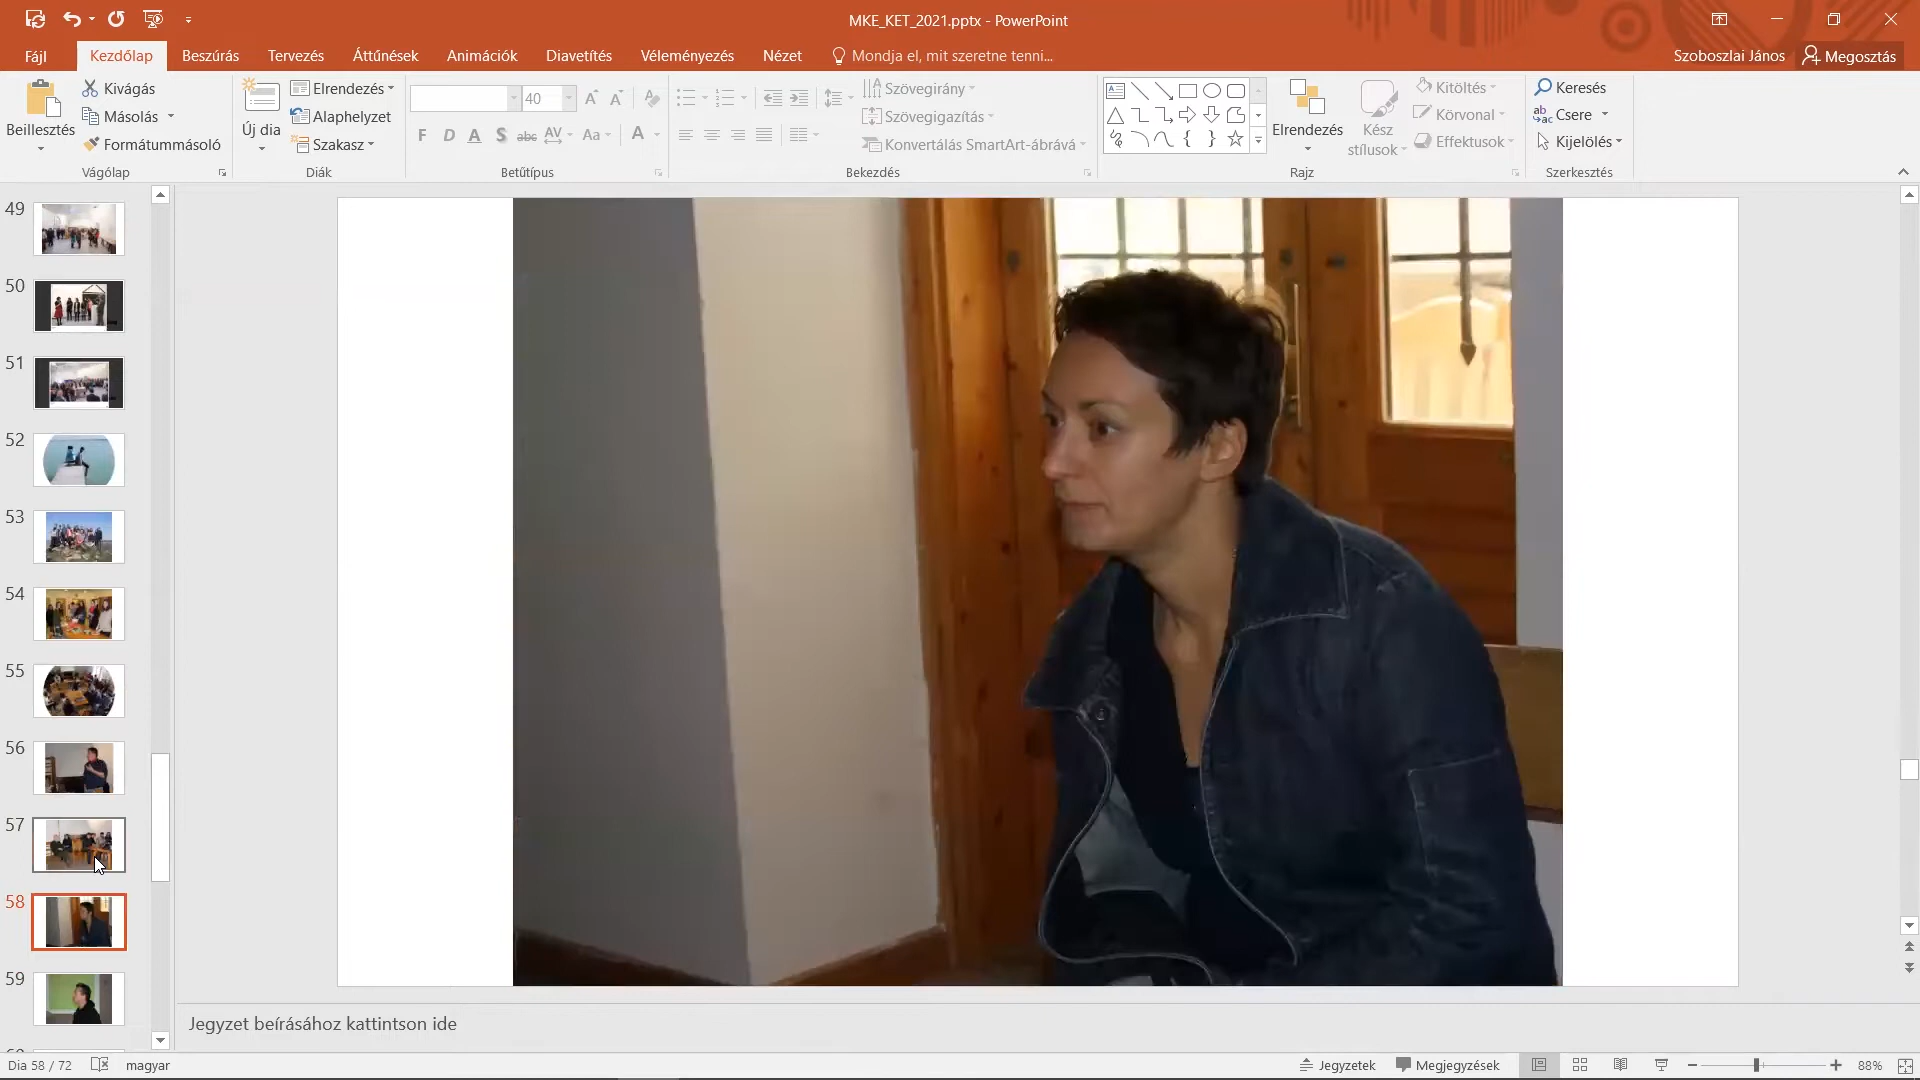 MKE_KET_2021.pptx - PowerPoint
Fájl Kezdőlap Beszúrás Tervezés Áttűnések Animációk Diavetítés Véleményezés Nézet Mondja el, mit szeretne tenni... Szoboszlai János Megosztás
Beillesztés
Kivágás
Másolás
Formátummásoló
Vágólap
Új dia
Elrendezés
Alaphelyzet
Szakasz
Diák
40
F D A S abc AV Aa A
Betűtípus
Szövegirány
Szövegigazítás
Konvertálás SmartArt-ábrává
Bekezdés
Elrendezés
Kész
stílusok
Kitöltés
Körvonal
Effektusok
Rajz
Keresés
Csere
Kijelölés
Szerkesztés
49
50
51
52
53
54
55
56
57
58
59
Jegyzet beírásához kattintson ide
Dia 58 / 72 magyar Jegyzetek Megjegyzések 88%